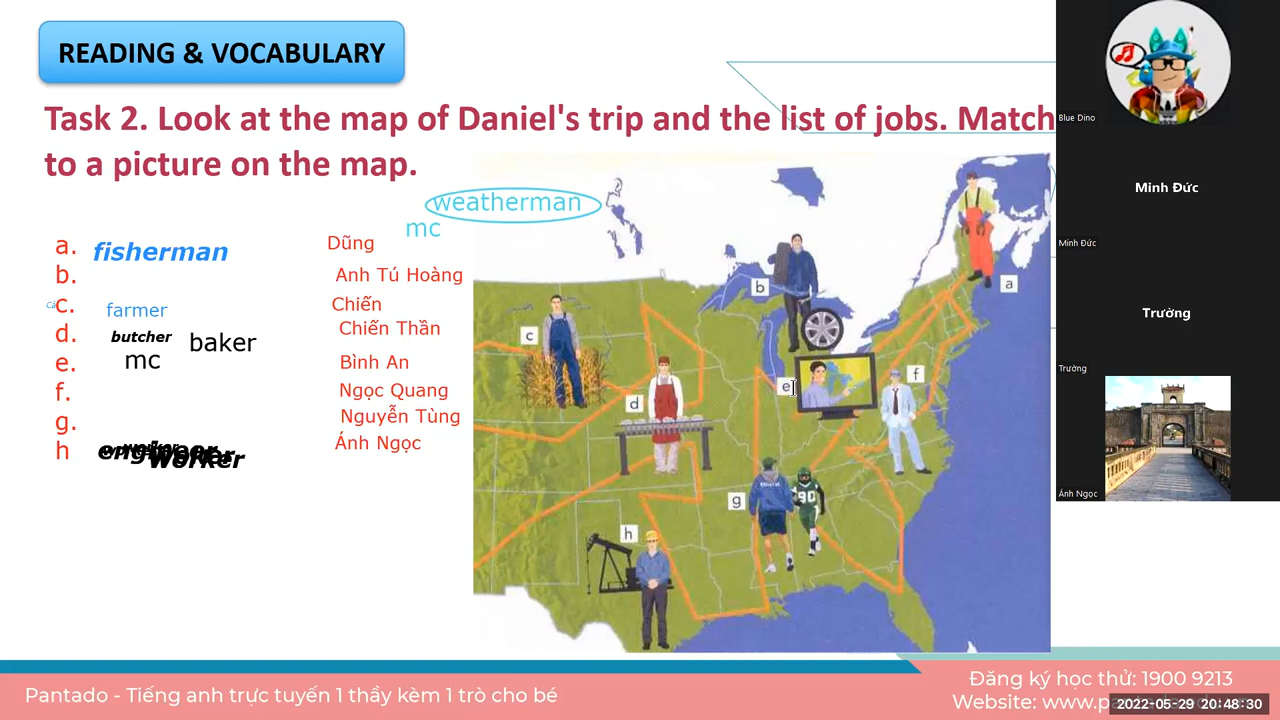 READING & VOCABULARY
Task 2. Look at the map of Daniel's trip and the list of jobs. Match
to a picture on the map.
weatherman
mc
a. fisherman Dũng
b. Anh Tú Hoàng
c. farmer Chiến
d. butcher baker Chiến Thần
e. mc Bình An
f. Ngọc Quang
g. Nguyễn Tùng
h worker Ánh Ngọc
a
b
c
d
e
f
g
h
90
Blue Dino
Minh Đức
Minh Đức
Trường
Trường
Ánh Ngọc
Pantado - Tiếng anh trực tuyến 1 thầy kèm 1 trò cho bé
Đăng ký học thử: 1900 9213
Website: www.pa
2022-05-29 20:48:30